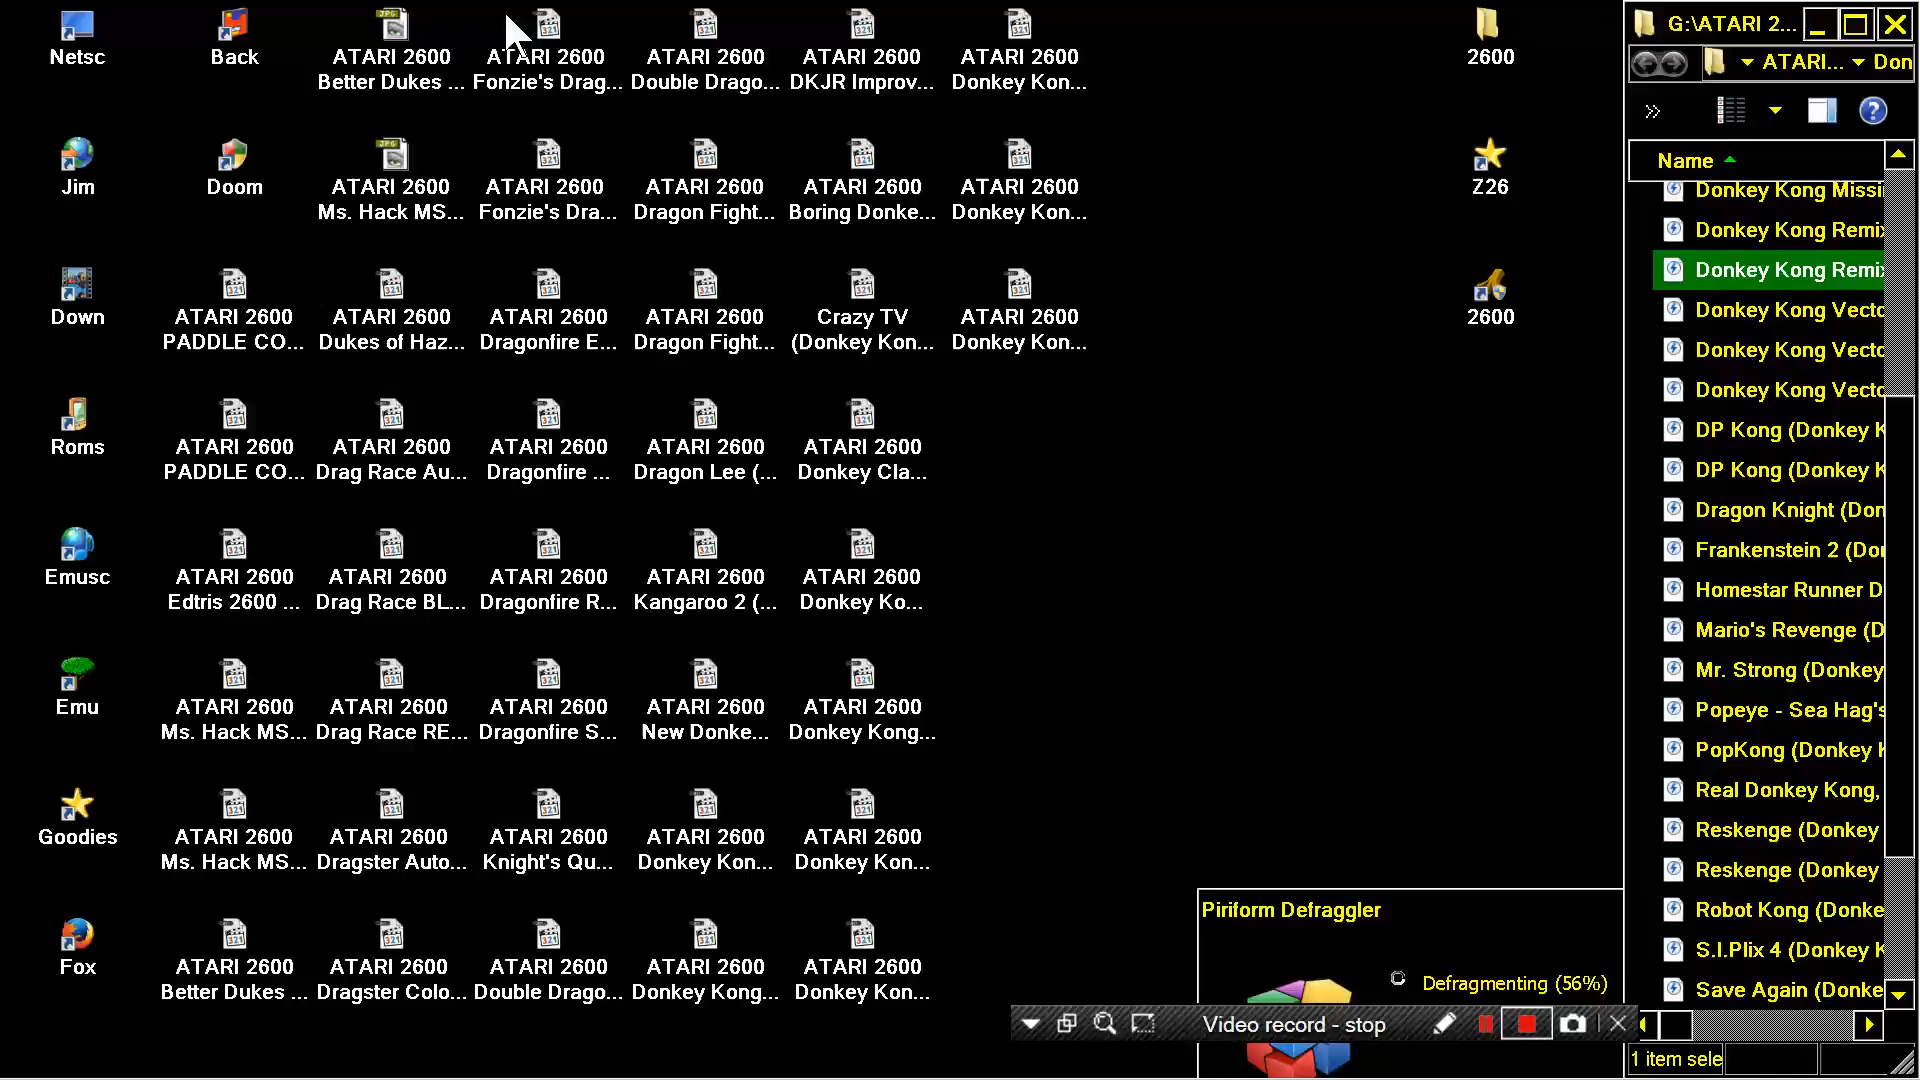 Netsc
Back
ATARI 2600
Better Dukes ...
ATARI 2600
Fonzie's Drag...
ATARI 2600
Double Drago...
ATARI 2600
DKJR Improv...
ATARI 2600
Donkey Kon...
2600
Jim
Doom
ATARI 2600
Ms. Hack MS...
ATARI 2600
Fonzie's Dra...
ATARI 2600
Dragon Fight...
ATARI 2600
Boring Donke...
ATARI 2600
Donkey Kon...
Z26
Down
ATARI 2600
PADDLE CO...
ATARI 2600
Dukes of Haz...
ATARI 2600
Dragonfire E...
ATARI 2600
Dragon Fight...
Crazy TV
(Donkey Kon...
ATARI 2600
Donkey Kon...
2600
Roms
ATARI 2600
PADDLE CO...
ATARI 2600
Drag Race Au...
ATARI 2600
Dragonfire ...
ATARI 2600
Dragon Lee (...
ATARI 2600
Donkey Cla...
Emusc
ATARI 2600
Edtris 2600 ...
ATARI 2600
Drag Race BL...
ATARI 2600
Dragonfire R...
ATARI 2600
Kangaroo 2 (...
ATARI 2600
Donkey Ko...
Emu
ATARI 2600
Ms. Hack MS...
ATARI 2600
Drag Race RE...
ATARI 2600
Dragonfire S...
ATARI 2600
New Donke...
ATARI 2600
Donkey Kong...
Goodies
ATARI 2600
Ms. Hack MS...
ATARI 2600
Dragster Auto...
ATARI 2600
Knight's Qu...
ATARI 2600
Donkey Kon...
ATARI 2600
Donkey Kon...
Fox
ATARI 2600
Better Dukes ...
ATARI 2600
Dragster Colo...
ATARI 2600
Double Drago...
ATARI 2600
Donkey Kong...
ATARI 2600
Donkey Kon...
G:\ATARI 2...
ATARI... Don
Name
Donkey Kong Missi
Donkey Kong Remix
Donkey Kong Remix
Donkey Kong Vecto
Donkey Kong Vecto
Donkey Kong Vecto
DP Kong (Donkey K
DP Kong (Donkey K
Dragon Knight (Don
Frankenstein 2 (Don
Homestar Runner D
Mario's Revenge (D
Mr. Strong (Donkey
Popeye - Sea Hag's
PopKong (Donkey K
Real Donkey Kong,
Reskenge (Donkey
Reskenge (Donkey
Robot Kong (Donke
S.I.Plix 4 (Donkey K
Save Again (Donke
1 item sele
Piriform Defraggler
Defragmenting (56%)
Video record - stop